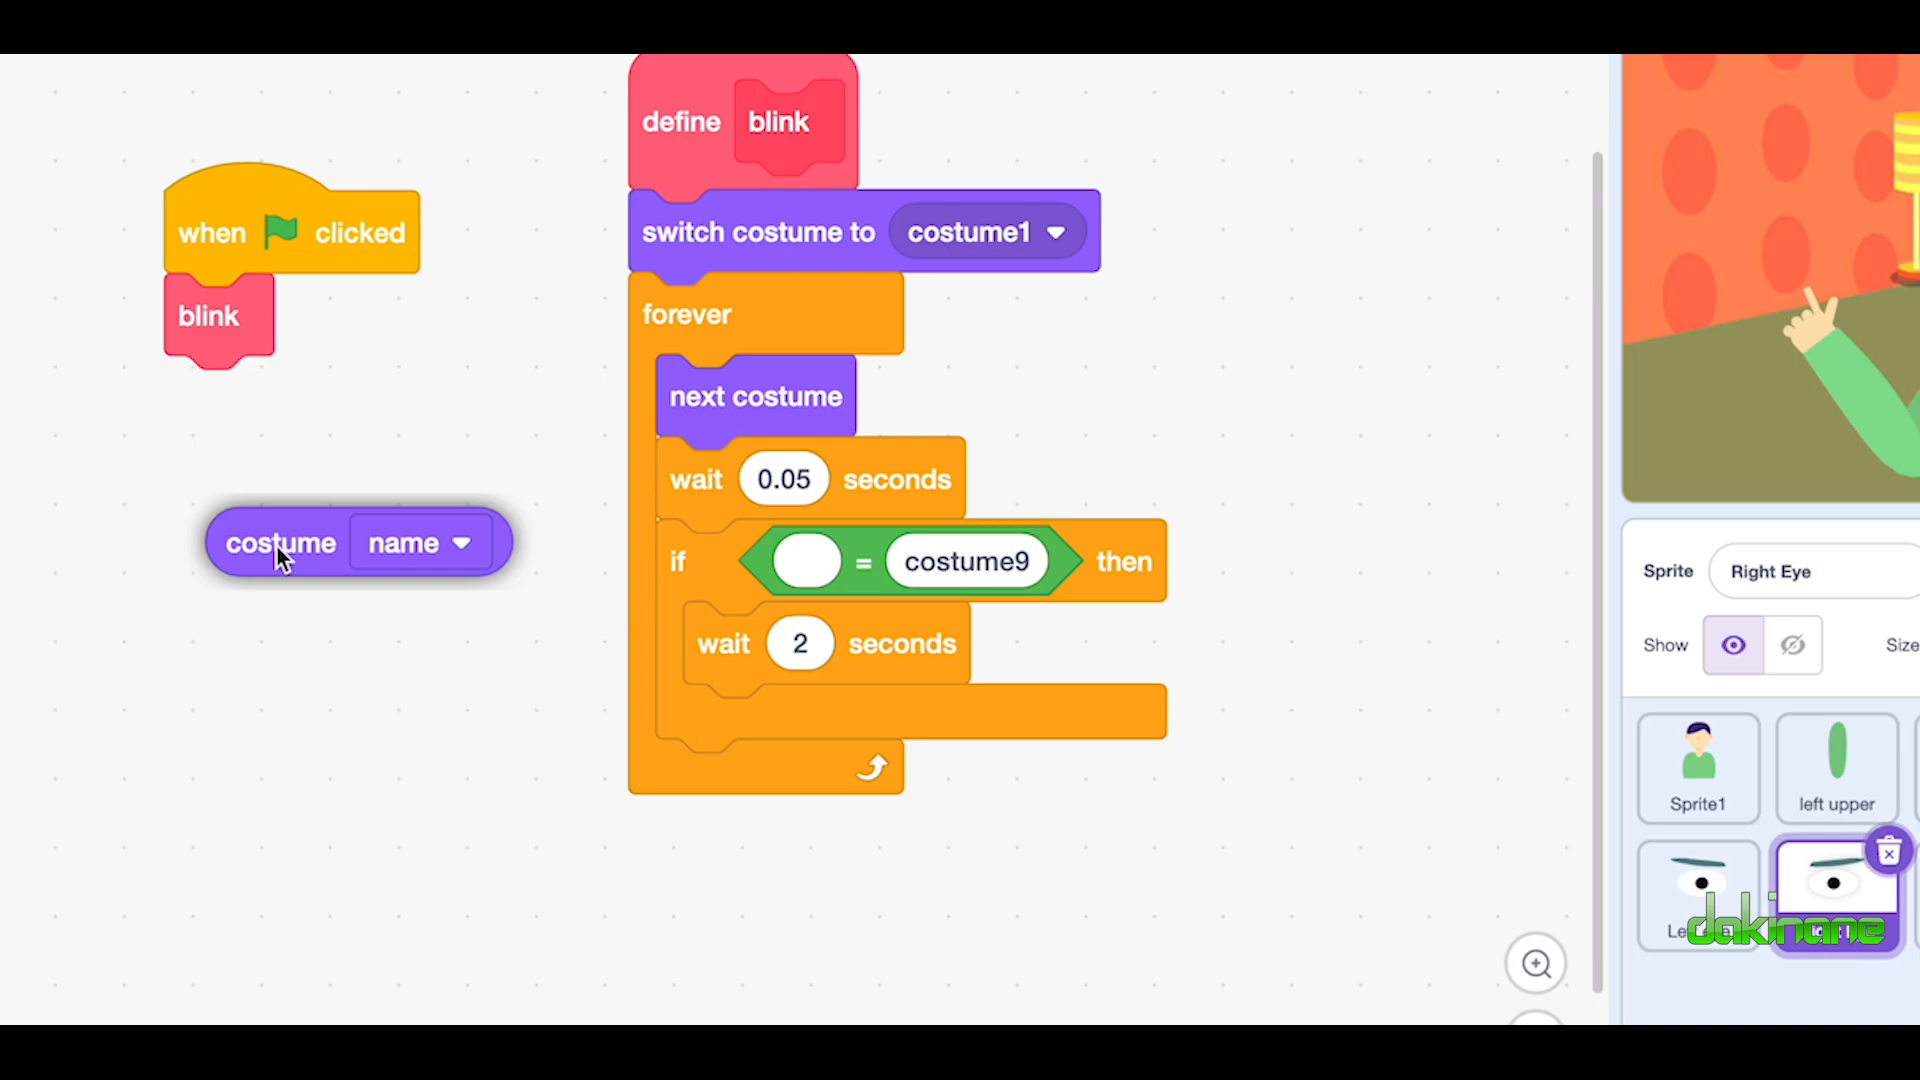 define blink
when clicked
switch costume to costume1
blink
forever
next costume
wait 0.05 seconds
costume name
if = costume9 then
wait 2 seconds
Sprite Right Eye
Show Size
Sprite1 left upper
dakinane